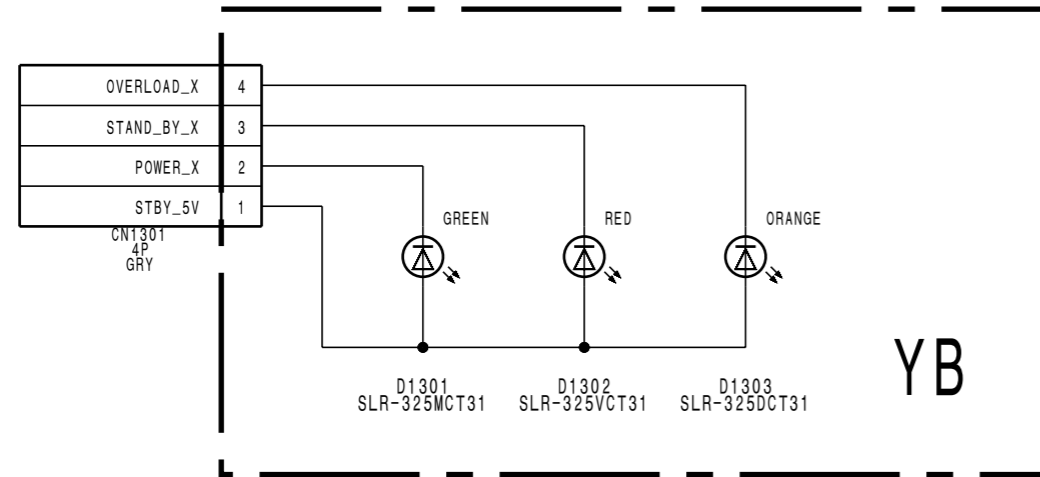 OVERLOAD_X 4
STAND_BY_X 3
POWER_X 2
STBY_5V 1
CN1301
4P
GRY
GREEN
RED
ORANGE
D1301
SLR-325MCT31
D1302
SLR-325VCT31
D1303
SLR-325DCT31
YB